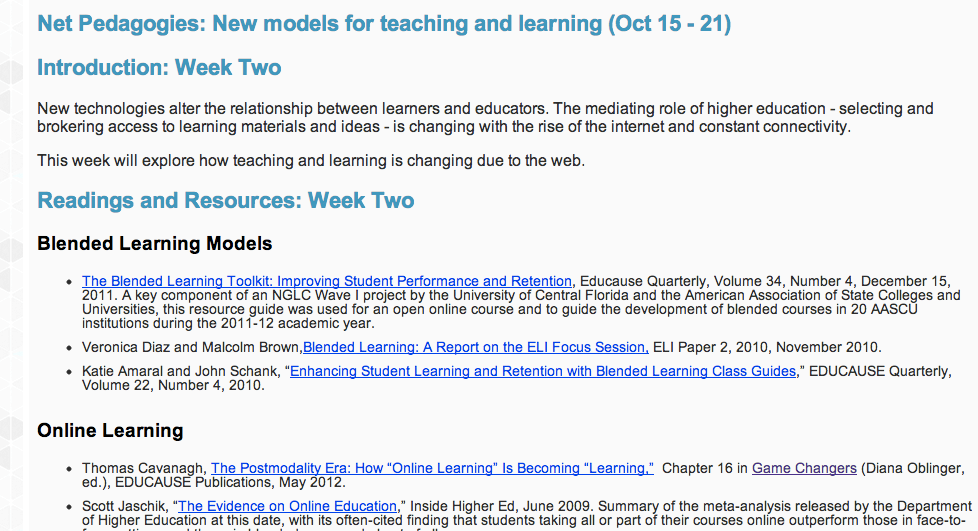 Net Pedagogies: New models for teaching and learning (Oct 15 - 21)
Introduction: Week Two
New technologies alter the relationship between learners and educators. The mediating role of higher education - selecting and
brokering access to learning materials and ideas - is changing with the rise of the internet and constant connectivity.
This week will explore how teaching and learning is changing due to the web.
Readings and Resources: Week Two
Blended Learning Models
• The Blended Learning Toolkit: Improving Student Performance and Retention, Educause Quarterly, Volume 34, Number 4, December 15,
2011. A key component of an NGLC Wave I project by the University of Central Florida and the American Association of State Colleges and
Universities, this resource guide was used for an open online course and to guide the development of blended courses in 20 AASCU
institutions during the 2011-12 academic year.
• Veronica Diaz and Malcolm Brown,Blended Learning: A Report on the ELI Focus Session, ELI Paper 2, 2010, November 2010.
• Katie Amaral and John Schank, “Enhancing Student Learning and Retention with Blended Learning Class Guides,” EDUCAUSE Quarterly,
Volume 22, Number 4, 2010.
Online Learning
• Thomas Cavanagh, The Postmodality Era: How “Online Learning” Is Becoming “Learning,” Chapter 16 in Game Changers (Diana Oblinger,
ed.), EDUCAUSE Publications, May 2012.
• Scott Jaschik, “The Evidence on Online Education,” Inside Higher Ed, June 2009. Summary of the meta-analysis released by the Department
of Higher Education at this date, with its often-cited finding that students taking all or part of their courses online outperform those in face-to-